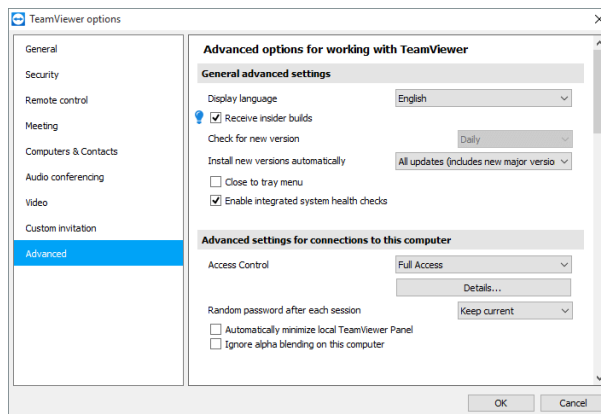 TeamViewer options
General
Security
Remote control
Meeting
Computers & Contacts
Audio conferencing
Video
Custom invitation
Advanced
Advanced options for working with TeamViewer
General advanced settings
Display language English
Receive insider builds
Check for new version Daily
Install new versions automatically All updates (includes new major versio
Close to tray menu
Enable integrated system health checks
Advanced settings for connections to this computer
Access Control Full Access
Details...
Random password after each session Keep current
Automatically minimize local TeamViewer Panel
Ignore alpha blending on this computer
OK Cancel